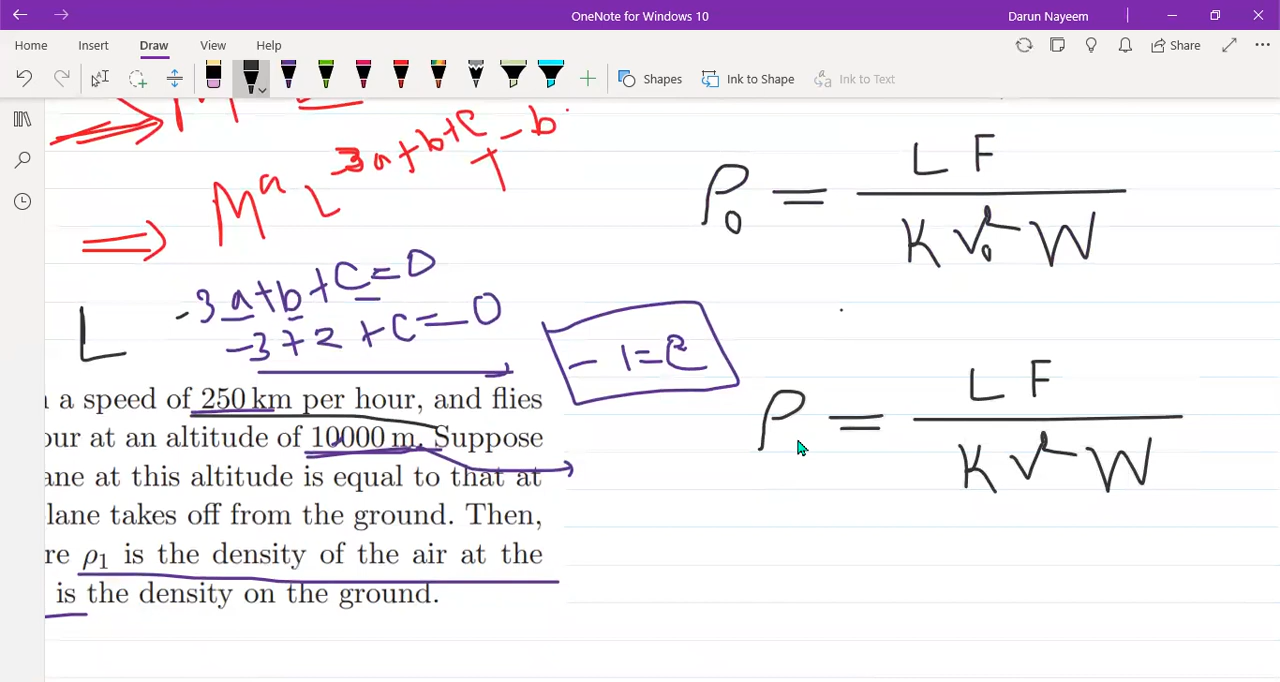 OneNote for Windows 10
Darun Nayeem
Home Insert Draw View Help
Share
Shapes
Ink to Shape
Ink to Text
M
=> M^a L^{-3a+b+c} T^{-b}
L -3a+b+c=0
-3+2+c=0
-1=c
a speed of 250 km per hour, and flies
our at an altitude of 10000 m. Suppose
ane at this altitude is equal to that at
lane takes off from the ground. Then,
re ρ₁ is the density of the air at the
is the density on the ground.
ρ₀ = LF / K V₀² W
ρ = LF / K V² W